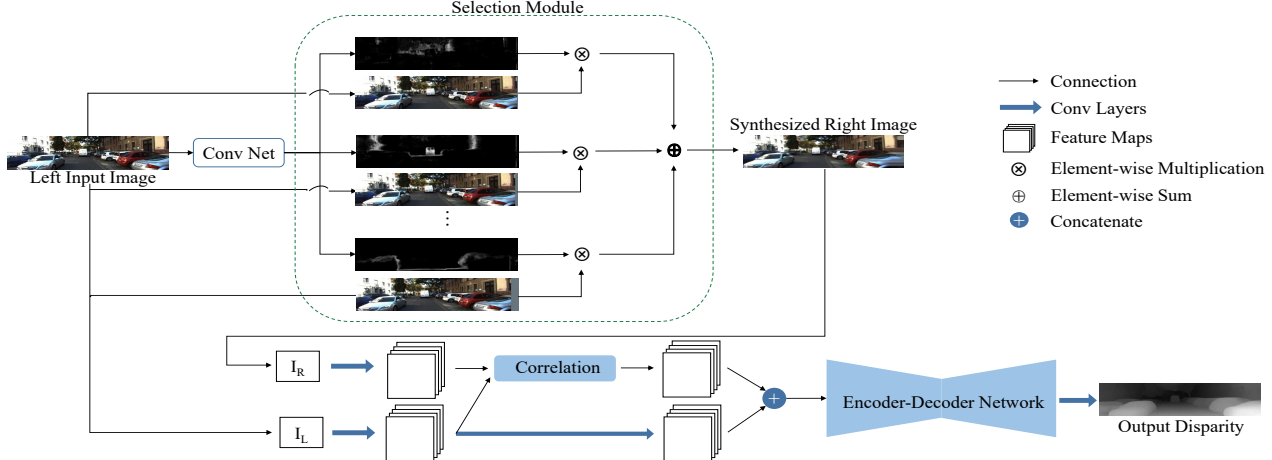 Selection Module
Conv Net
Left Input Image
Synthesized Right Image
Connection
Conv Layers
Feature Maps
Element-wise Multiplication
Element-wise Sum
Concatenate
I_R
Correlation
I_L
Encoder-Decoder Network
Output Disparity